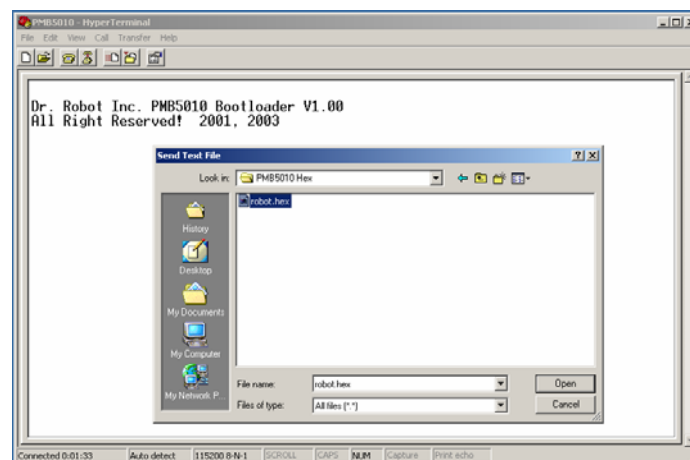 PMB5010 - HyperTerminal
File Edit View Call Transfer Help
Dr. Robot Inc. PMB5010 Bootloader V1.00
All Right Reserved! 2001, 2003
Send Text File
Look in: PMB5010 Hex
robot.hex
History
Desktop
My Documents
My Computer
My Network P...
File name: robot.hex
Open
Files of type: All files (*.*)
Cancel
Connected 0:01:33 Auto detect 115200 8-N-1 SCROLL CAPS NUM Capture Print echo